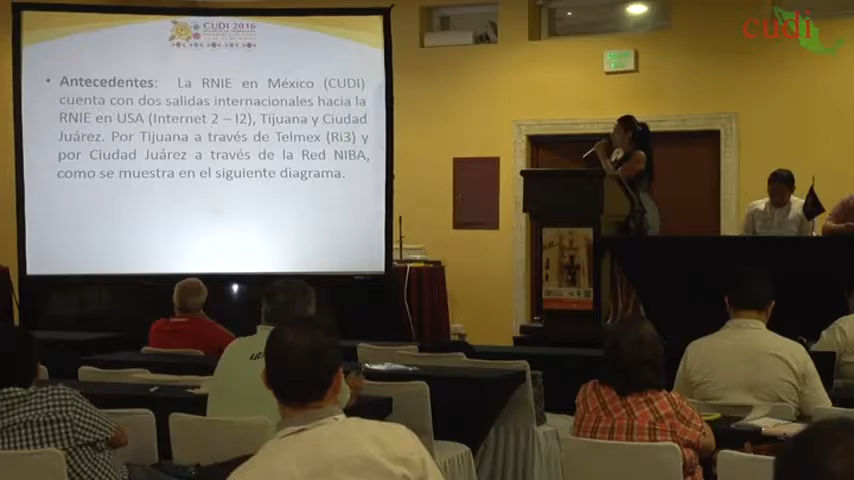 CUDI 2016
• Antecedentes: La RNIE en México (CUDI)
cuenta con dos salidas internacionales hacia la
RNIE en USA (Internet 2 – I2), Tijuana y Ciudad
Juárez. Por Tijuana a través de Telmex (Ri3) y
por Ciudad Juárez a través de la Red NIBA,
como se muestra en el siguiente diagrama.
cudi